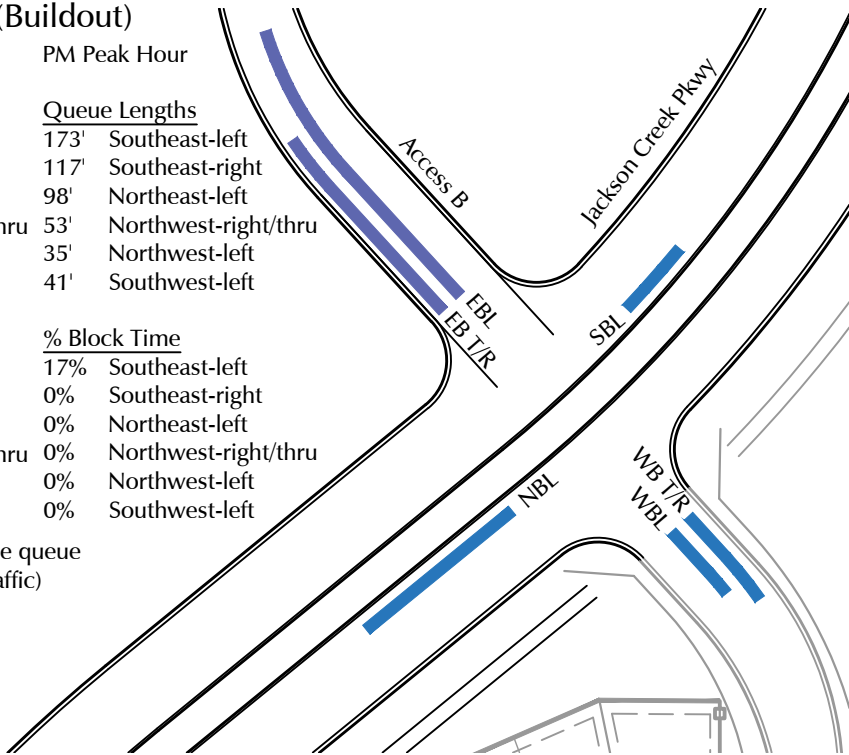 (Buildout)
PM Peak Hour
Queue Lengths
173' Southeast-left
117' Southeast-right
98' Northeast-left
hru 53' Northwest-right/thru
35' Northwest-left
41' Southwest-left
% Block Time
17% Southeast-left
0% Southeast-right
0% Northeast-left
hru 0% Northwest-right/thru
0% Northwest-left
0% Southwest-left
e queue
affic)
Access B
Jackson Creek Pkwy
EBL
EB T/R
SBL
NBL
WB T/R
WBL